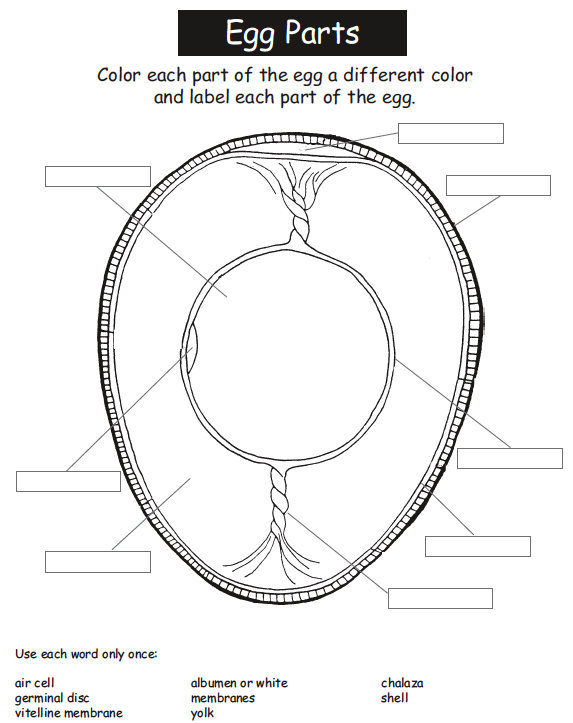 Egg Parts
Color each part of the egg a different color
and label each part of the egg.
Use each word only once:
air cell albumen or white chalaza
germinal disc membranes shell
vitelline membrane yolk